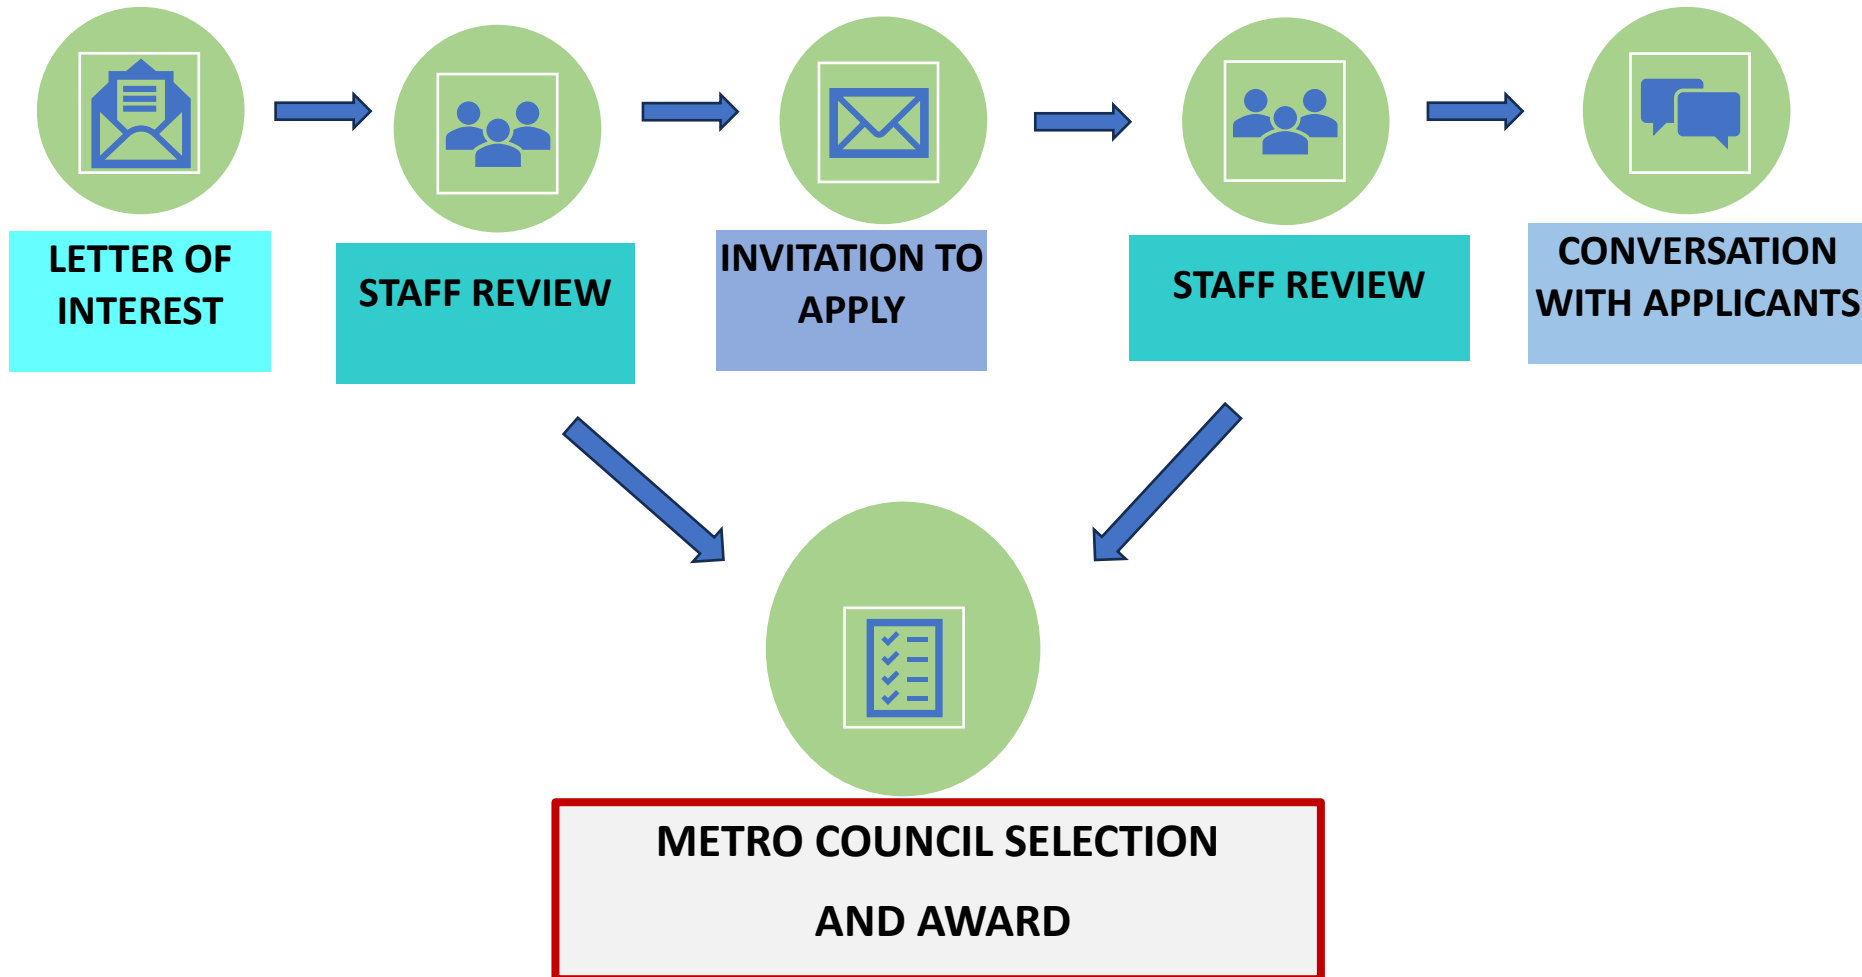 LETTER OF
INTEREST
STAFF REVIEW
INVITATION TO
APPLY
STAFF REVIEW
CONVERSATION
WITH APPLICANTS
METRO COUNCIL SELECTION
AND AWARD